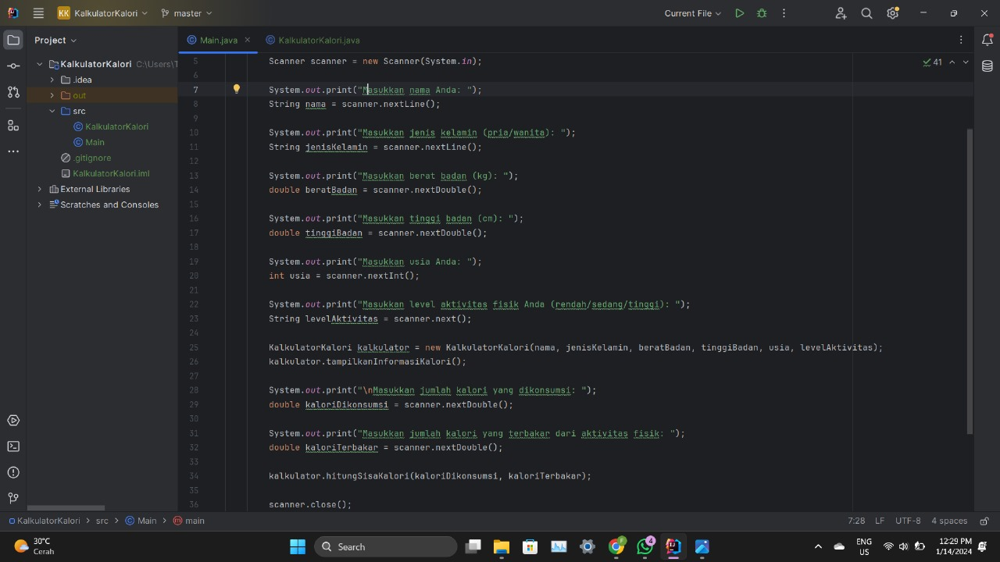 KK KalkulatorKalori master Current File
Project Main.java KalkulatorKalori.java
KalkulatorKalori C:\Users\T
.idea
out
src
KalkulatorKalori
Main
.gitignore
KalkulatorKalori.iml
External Libraries
Scratches and Consoles
41
5 Scanner scanner = new Scanner(System.in);
6
7 System.out.print("Masukkan nama Anda: ");
8 String nama = scanner.nextLine();
9
10 System.out.print("Masukkan jenis kelamin (pria/wanita): ");
11 String jenisKelamin = scanner.nextLine();
12
13 System.out.print("Masukkan berat badan (kg): ");
14 double beratBadan = scanner.nextDouble();
15
16 System.out.print("Masukkan tinggi badan (cm): ");
17 double tinggiBadan = scanner.nextDouble();
18
19 System.out.print("Masukkan usia Anda: ");
20 int usia = scanner.nextInt();
21
22 System.out.print("Masukkan level aktivitas fisik Anda (rendah/sedang/tinggi): ");
23 String levelAktivitas = scanner.next();
24
25 KalkulatorKalori kalkulator = new KalkulatorKalori(nama, jenisKelamin, beratBadan, tinggiBadan, usia, levelAktivitas);
26 kalkulator.tampilkanInformasiKalori();
27
28 System.out.print("\nMasukkan jumlah kalori yang dikonsumsi: ");
29 double kaloriDikonsumsi = scanner.nextDouble();
30
31 System.out.print("Masukkan jumlah kalori yang terbakar dari aktivitas fisik: ");
32 double kaloriTerbakar = scanner.nextDouble();
33
34 kalkulator.hitungSisaKalori(kaloriDikonsumsi, kaloriTerbakar);
35
36 scanner.close();
KalkulatorKalori > src > Main > main 7:28 LF UTF-8 4 spaces
30°C
Cerah
Search
4
ENG
US
12:29 PM
1/14/2024